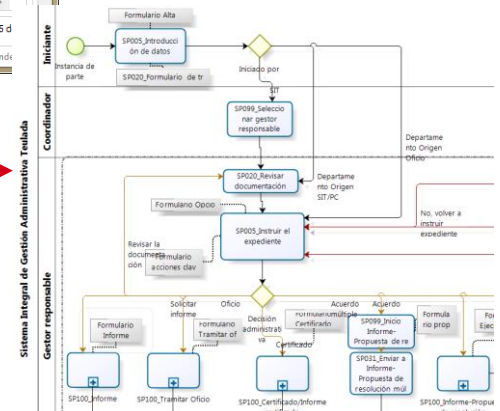 Sistema Integral de Gestión Administrativa Teulada
Iniciante
Instancia de
parte
Formulario Alta
SP005_Introducci
ón de datos
SP020_Formulario de tr
Iniciado por
SIT
Coordinador
SP099_Seleccio
nar gestor
responsable
Departame
nto Origen
Oficio
Gestor responsable
SP020_Revisar
documentación
Departame
nto Origen
SIT/PC
Formulario Opcio
SP005_Instruir el
expediente
No, volver a
instruir
expediente
Revisar la
documenta
ción
Formulario
acciones dav
Solicitar
informe
Oficio
Decisión
administrati
va
Certificado
Acuerdo
múltiple
Acuerdo
Formulario
Informe
Formulario
Tramitar of
Formulario
Certificado
SP099_Inicio
Informe-
Propuesta de re
SP031_Enviar a
Informe-
Propuesta de
resolución múl
Formula
rio prop
SP100_Informe
SP100_Tramitar Oficio
SP100_Certificado/Informe
SP100_Informe-Propue